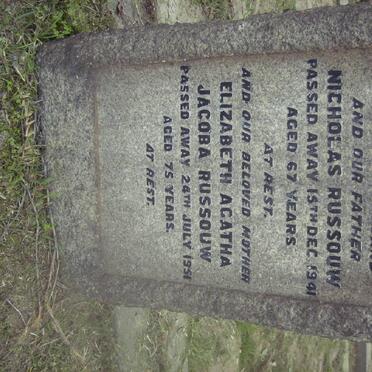 AND OUR FATHER
NICHOLAS RUSSOUW
PASSED AWAY 15TH DEC. 1941
AGED 67 YEARS.
AT REST.
AND OUR BELOVED MOTHER
ELIZABETH AGATHA
JACOBA RUSSOUW
PASSED AWAY 24TH JULY 1951
AGED 75 YEARS.
AT REST.